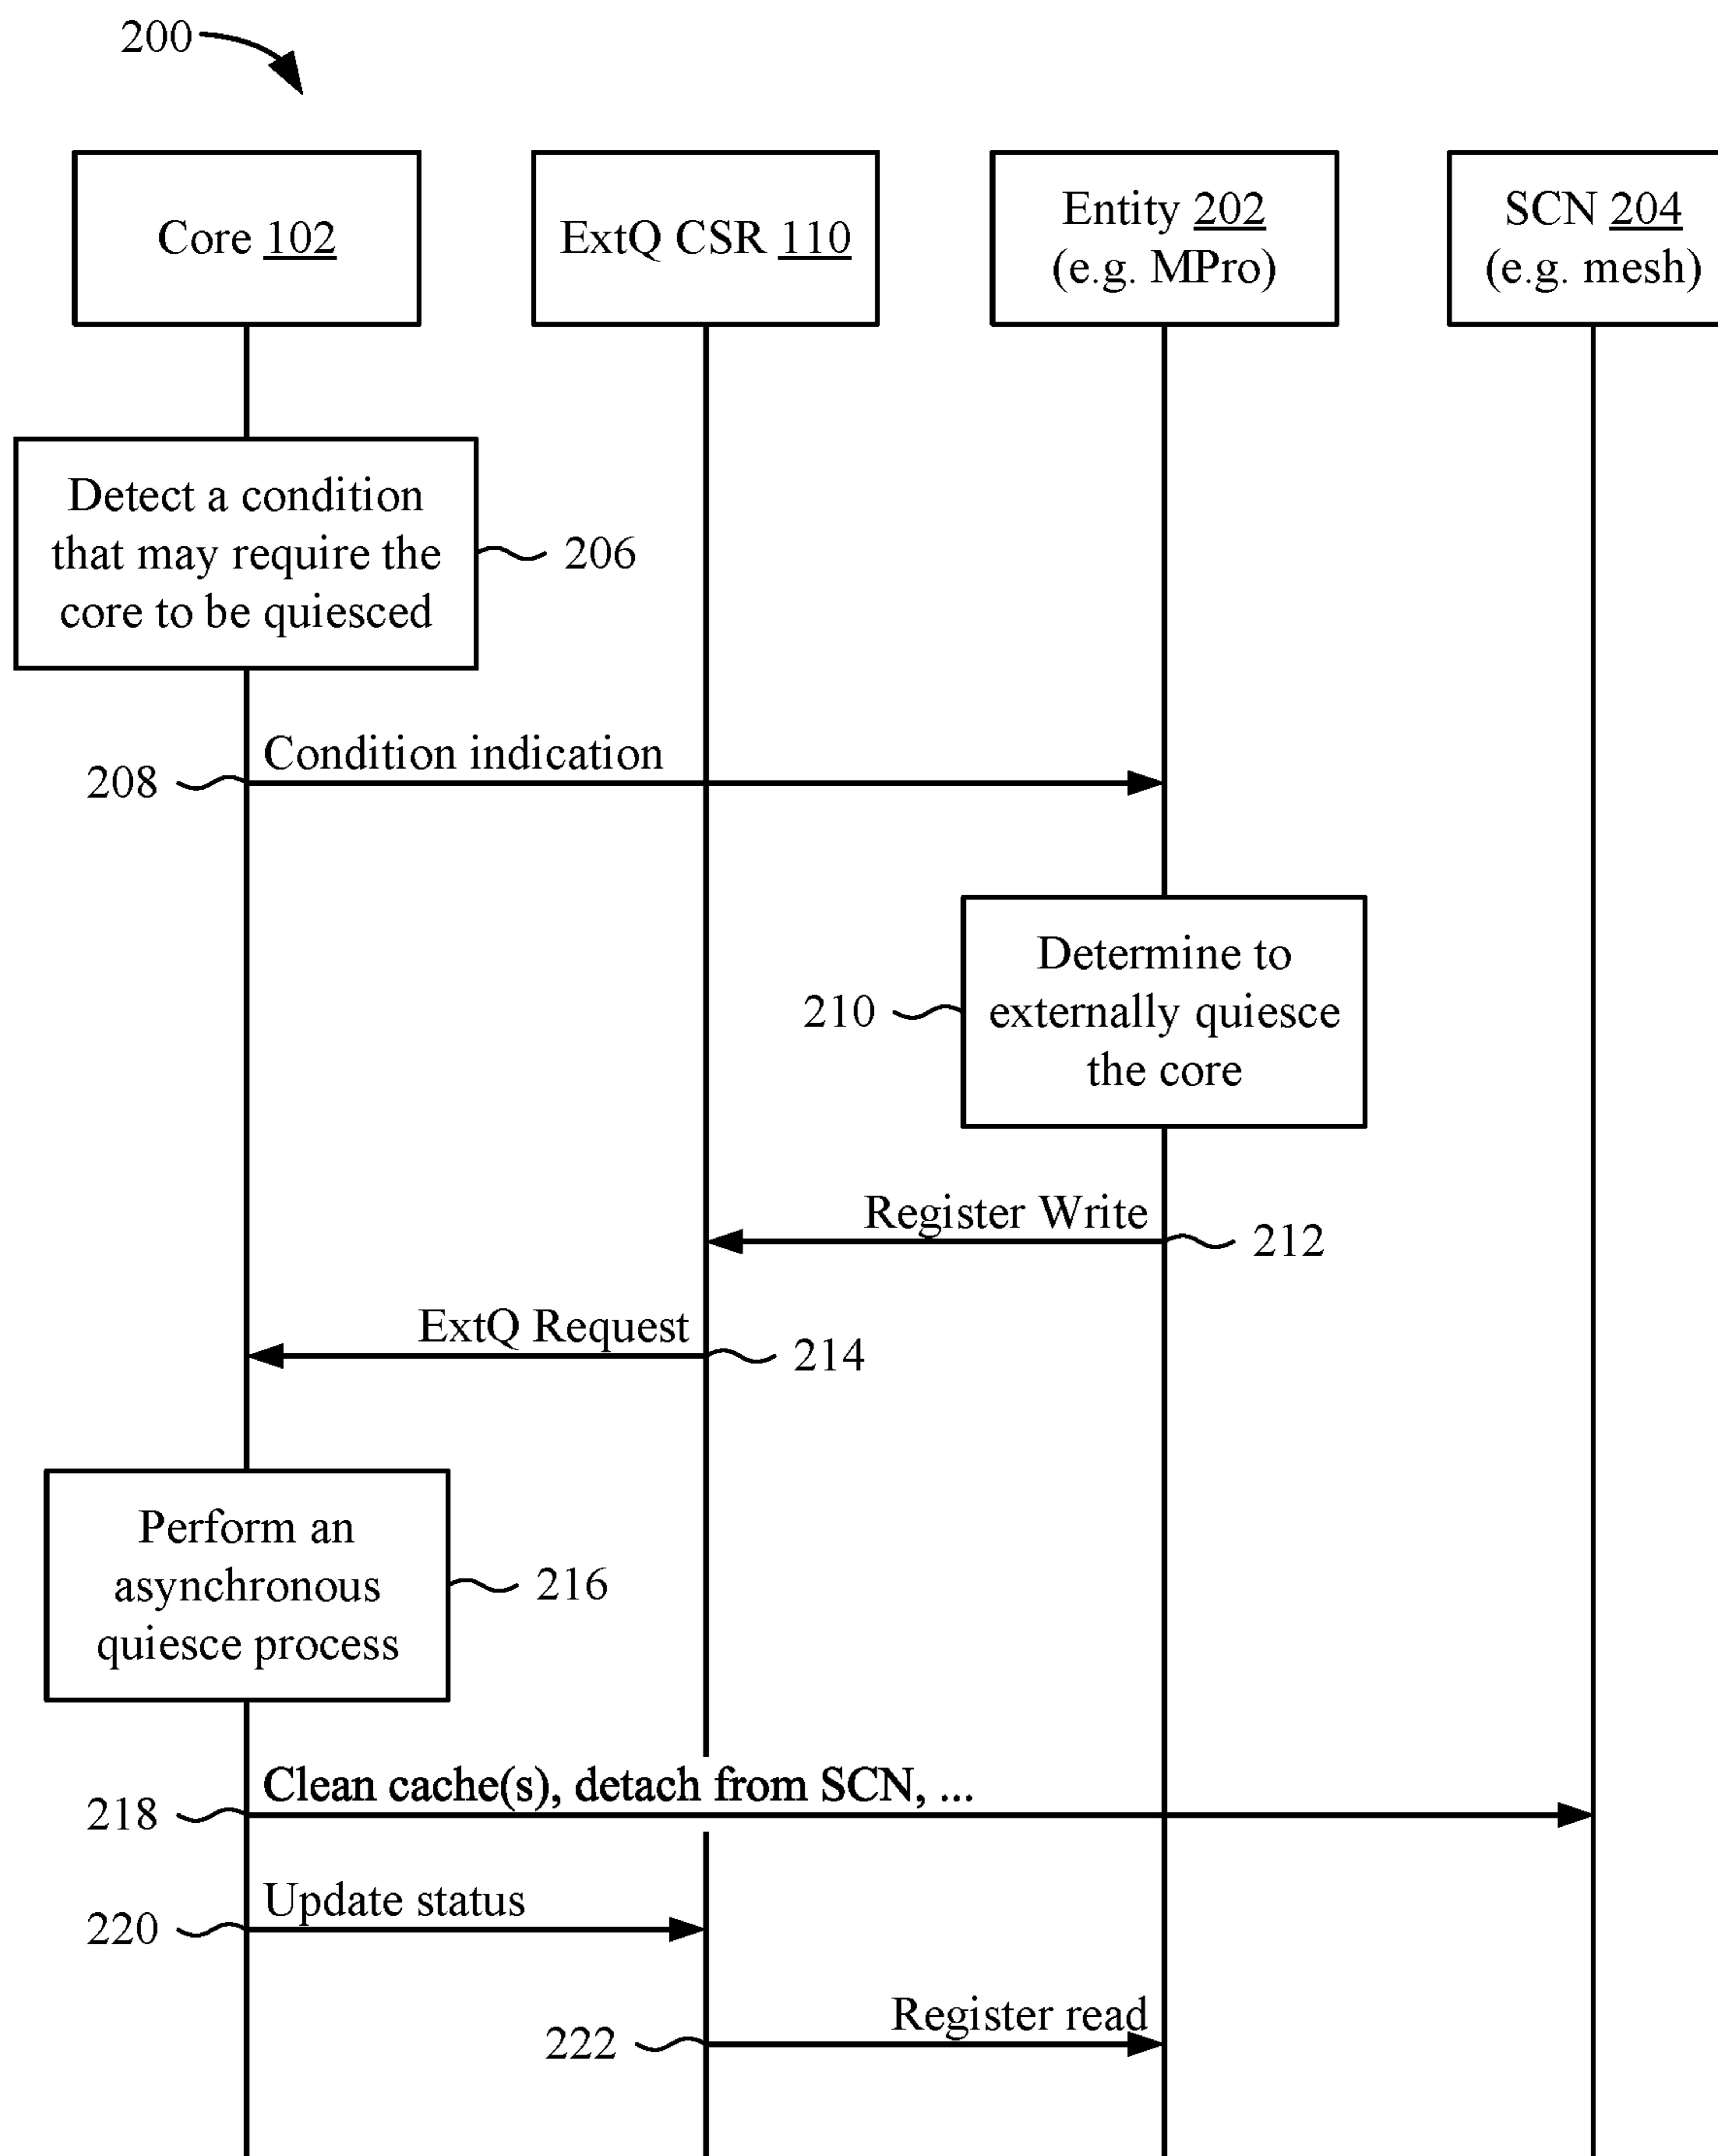 200
Core 102
ExtQ CSR 110
Entity 202
(e.g. MPro)
SCN 204
(e.g. mesh)
Detect a condition
that may require the
core to be quiesced
206
Condition indication
208
Determine to
externally quiesce
the core
210
Register Write
212
ExtQ Request
214
Perform an
asynchronous
quiesce process
216
Clean cache(s), detach from SCN, ...
218
Update status
220
Register read
222